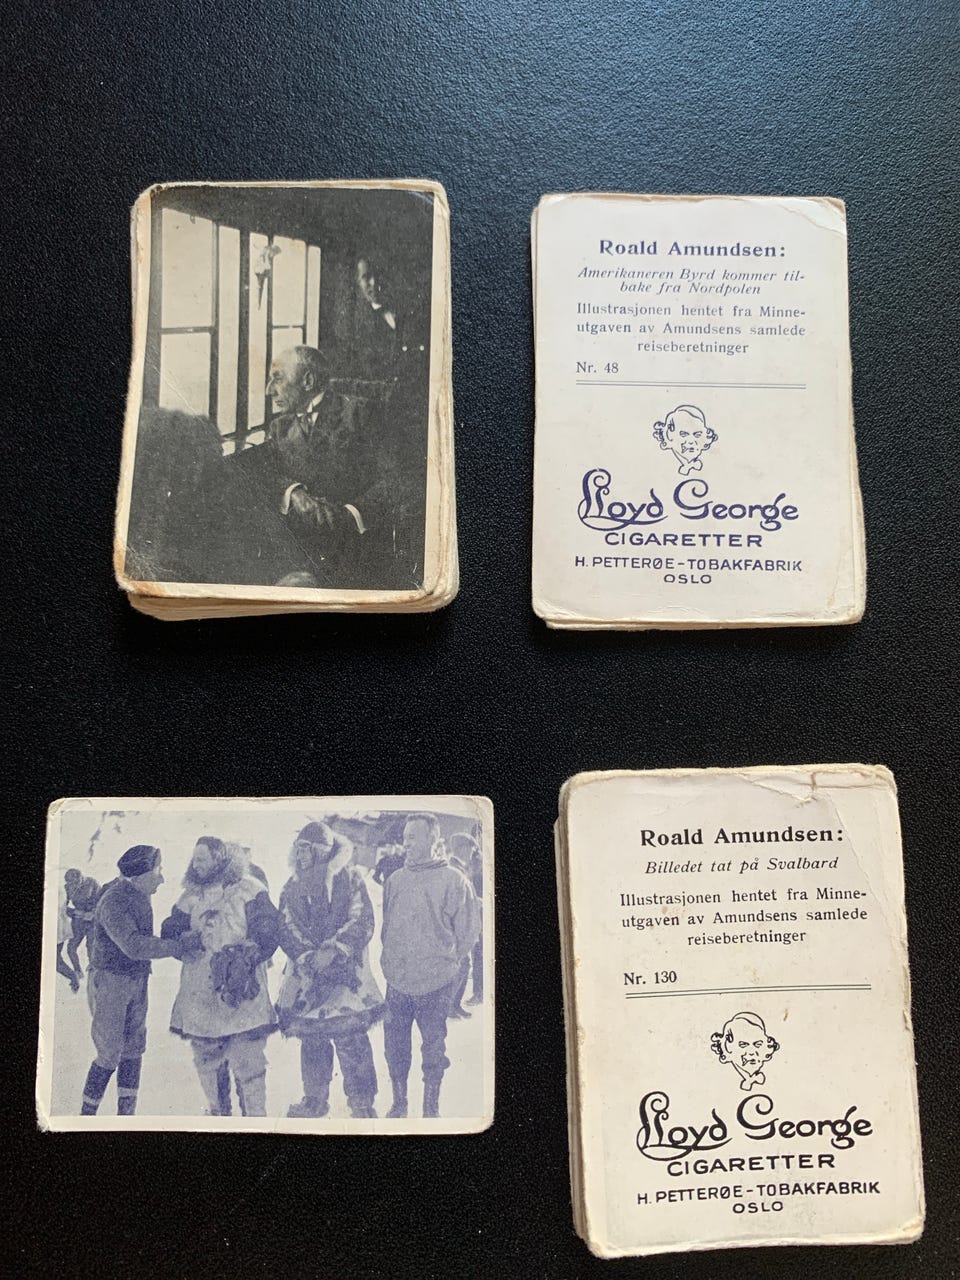 Roald Amundsen:
Amerikaneren Byrd kommer til-
bake fra Nordpolen
Illustrasjonen hentet fra Minne-
utgaven av Amundsens samlede
reiseberetninger
Nr. 48
Lloyd George
CIGARETTER
H. PETTERØE-TOBAKFABRIK
OSLO
Roald Amundsen:
Billedet tat på Svalbard
Illustrasjonen hentet fra Minne-
utgaven av Amundsens samlede
reiseberetninger
Nr. 130
Lloyd George
CIGARETTER
H. PETTERØE-TOBAKFABRIK
OSLO